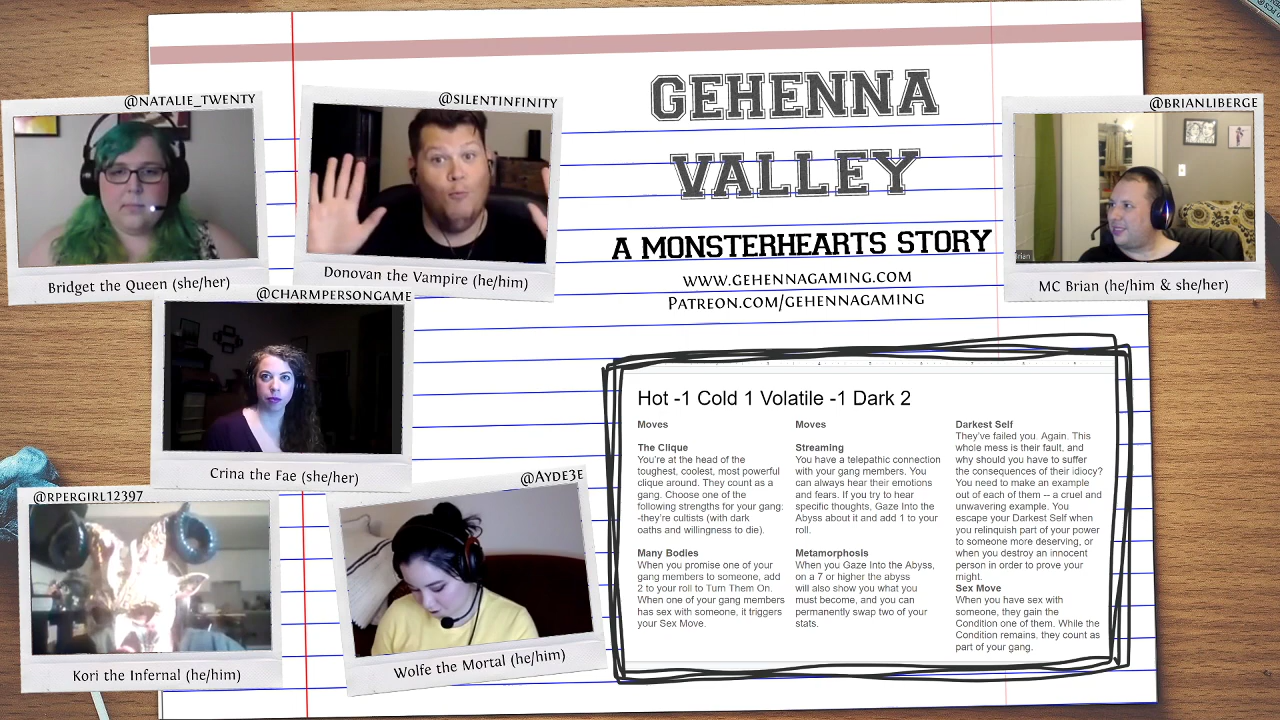 @NATALIE_TWENTY
Bridget the Queen (she/her)
@SILENTINFINITY
Donovan the Vampire (he/him)
GEHENNA
VALLEY
A MONSTERHEARTS STORY
WWW.GEHENNAGAMING.COM
PATREON.COM/GEHENNAGAMING
@BRIANLIBERGE
Brian
MC Brian (he/him & she/her)
@CHARMPERSONGAME
Crina the Fae (she/her)
@RPERGIRL12397
Kori the Infernal (he/him)
@AYDE3E
Wolfe the Mortal (he/him)
Hot -1 Cold 1 Volatile -1 Dark 2
Moves
The Clique
You're at the head of the
toughest, coolest, most powerful
clique around. They count as a
gang. Choose one of the
following strengths for your gang:
-they're cultists (with dark
oaths and willingness to die).
Many Bodies
When you promise one of your
gang members to someone, add
2 to your roll to Turn Them On.
When one of your gang members
has sex with someone, it triggers
your Sex Move.
Moves
Streaming
You have a telepathic connection
with your gang members. You
can always hear their emotions
and fears. If you try to hear
specific thoughts, Gaze Into the
Abyss about it and add 1 to your
roll.
Metamorphosis
When you Gaze Into the Abyss,
on a 7 or higher the abyss
will also show you what you
must become, and you can
permanently swap two of your
stats.
Darkest Self
They've failed you. Again. This
whole mess is their fault, and
why should you have to suffer
the consequences of their idiocy?
You need to make an example
out of each of them -- a cruel and
unwavering example. You
escape your Darkest Self when
you relinquish part of your power
to someone more deserving, or
when you destroy an innocent
person in order to prove your
might.
Sex Move
When you have sex with
someone, they gain the
Condition one of them. While the
Condition remains, they count as
part of your gang.